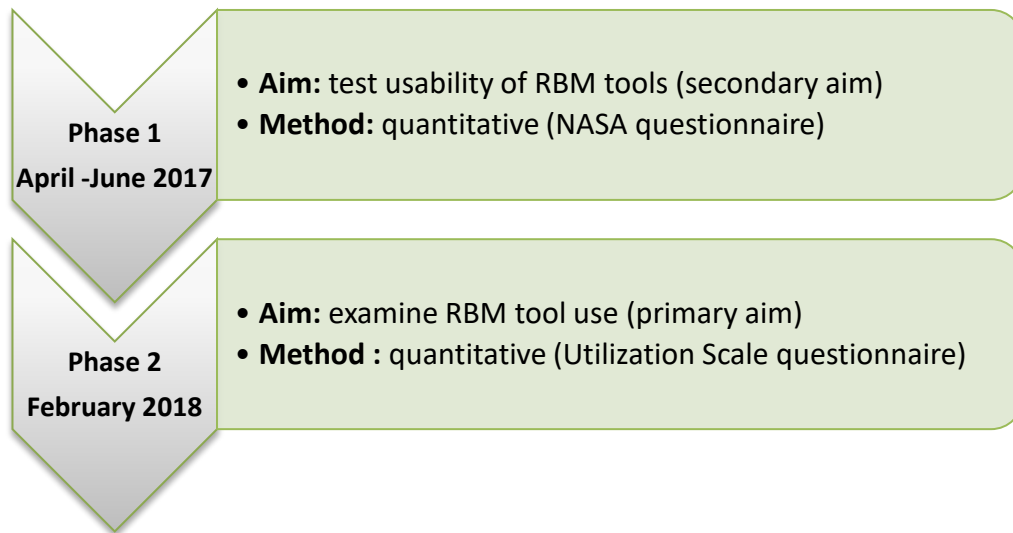 Phase 1
April -June 2017
• Aim: test usability of RBM tools (secondary aim)
• Method: quantitative (NASA questionnaire)
Phase 2
February 2018
• Aim: examine RBM tool use (primary aim)
• Method : quantitative (Utilization Scale questionnaire)